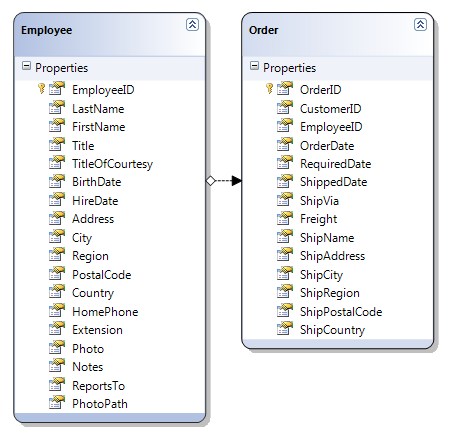 Employee
Properties
EmployeeID
LastName
FirstName
Title
TitleOfCourtesy
BirthDate
HireDate
Address
City
Region
PostalCode
Country
HomePhone
Extension
Photo
Notes
ReportsTo
PhotoPath
Order
Properties
OrderID
CustomerID
EmployeeID
OrderDate
RequiredDate
ShippedDate
ShipVia
Freight
ShipName
ShipAddress
ShipCity
ShipRegion
ShipPostalCode
ShipCountry